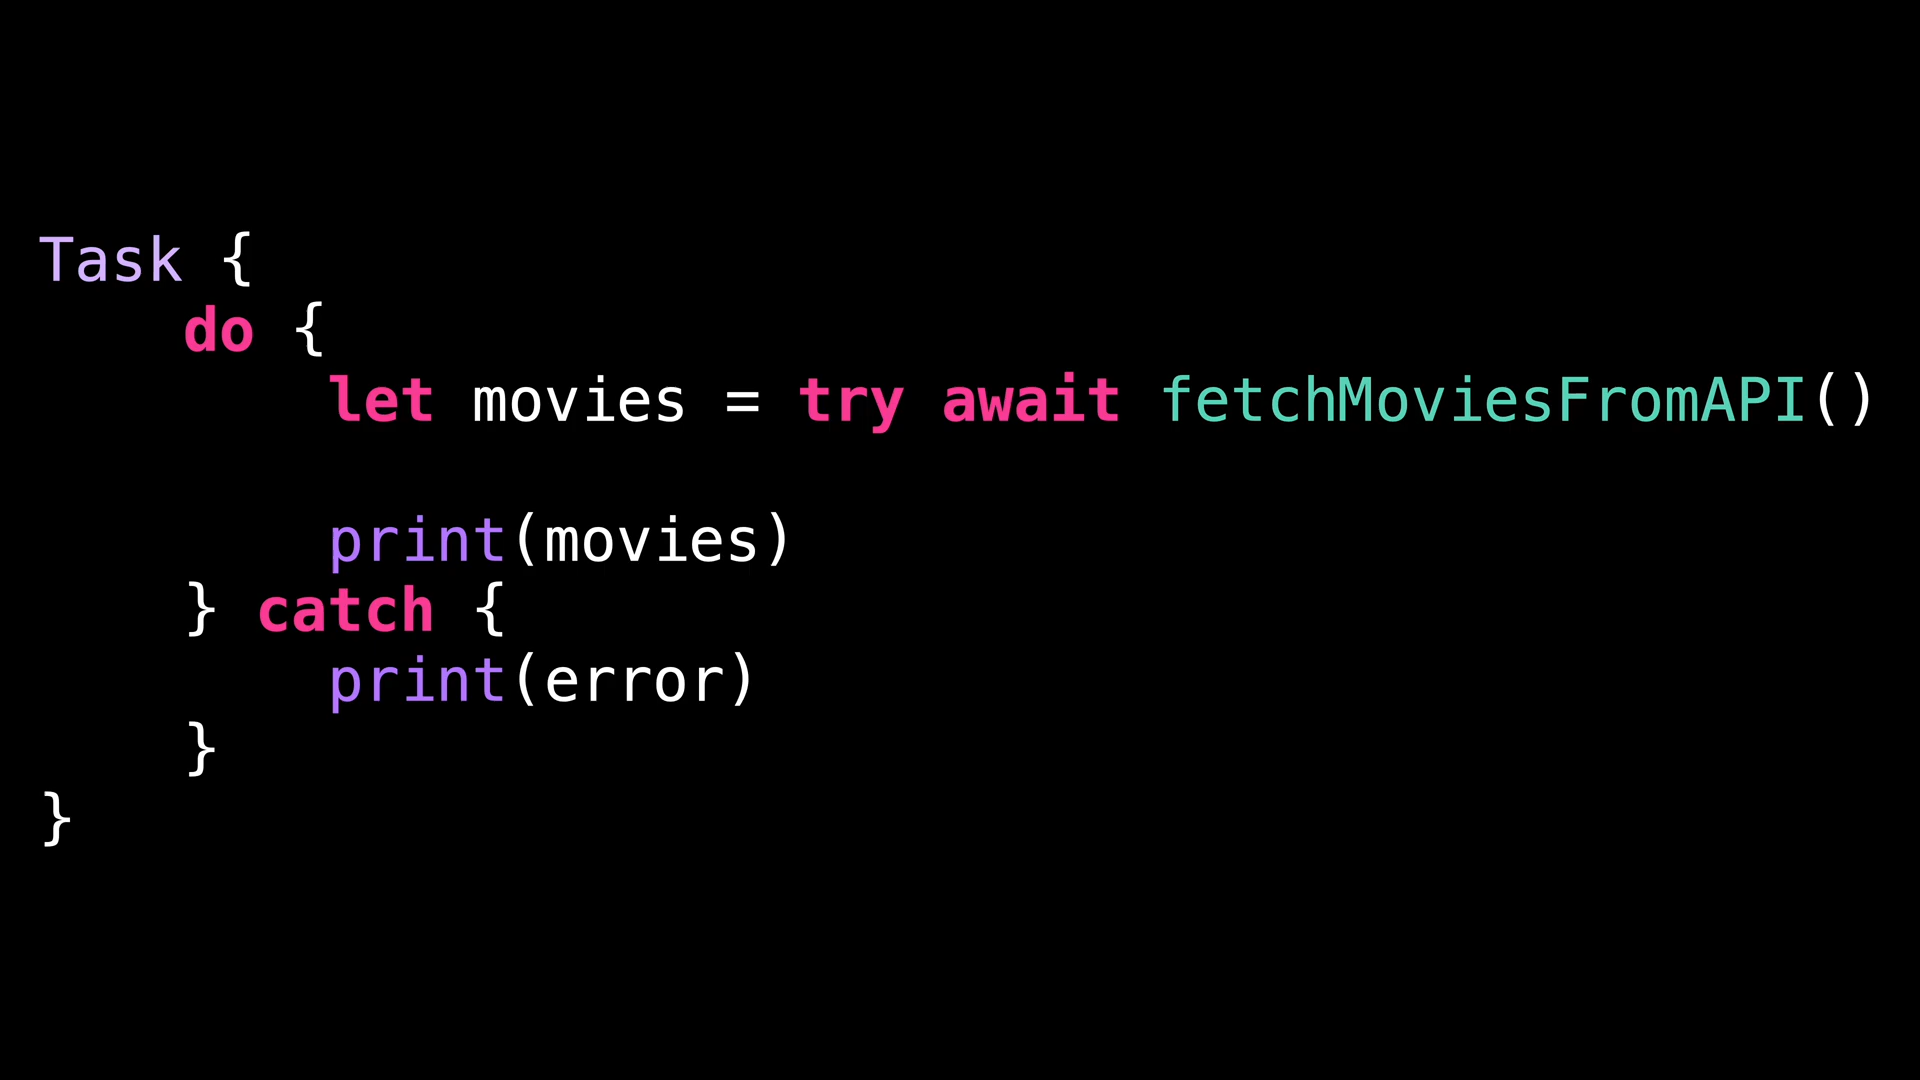 Task {
    do {
        let movies = try await fetchMoviesFromAPI()

        print(movies)
    } catch {
        print(error)
    }
}